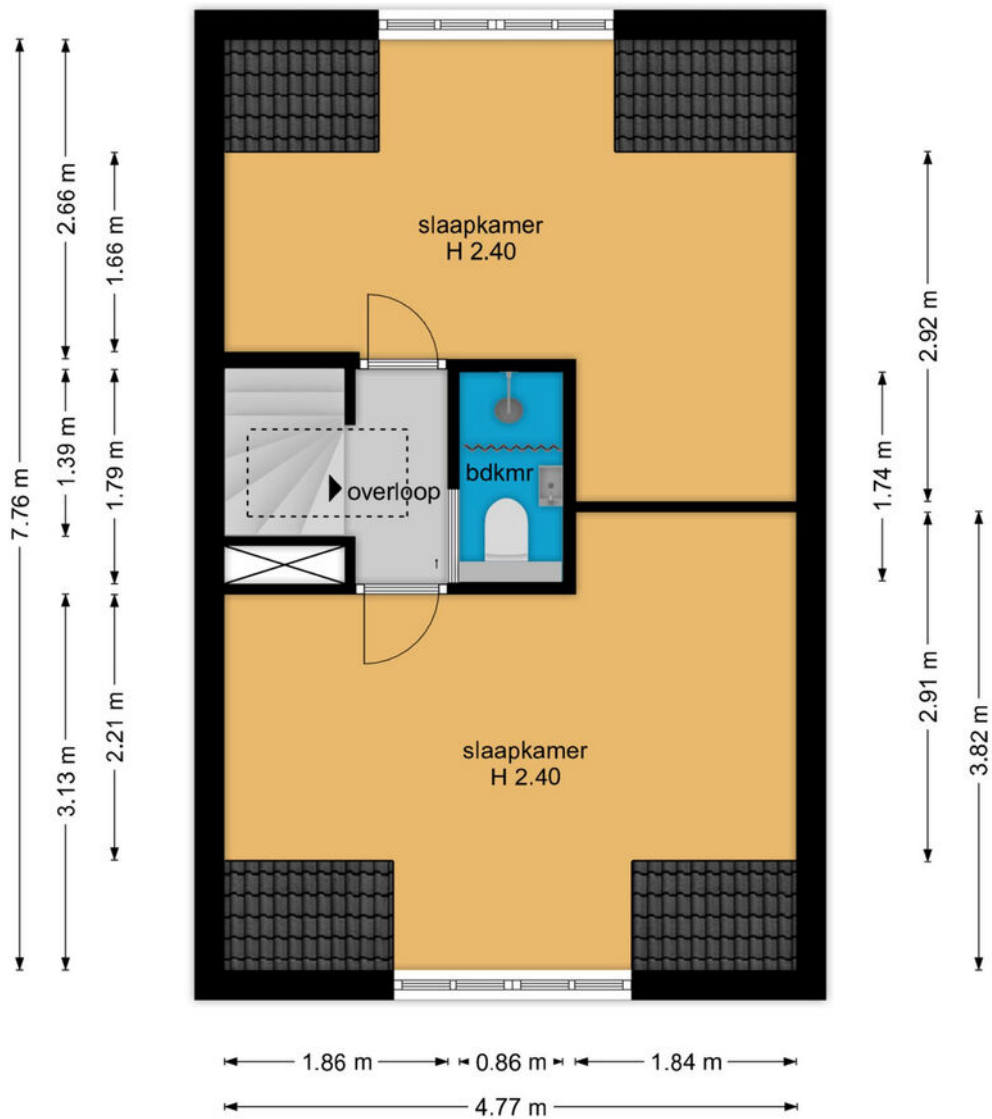 slaapkamer
H 2.40
bdkmr
overloop
slaapkamer
H 2.40
7.76 m
2.66 m
1.66 m
1.39 m
1.79 m
3.13 m
2.21 m
2.92 m
1.74 m
2.91 m
3.82 m
1.86 m
0.86 m
1.84 m
4.77 m